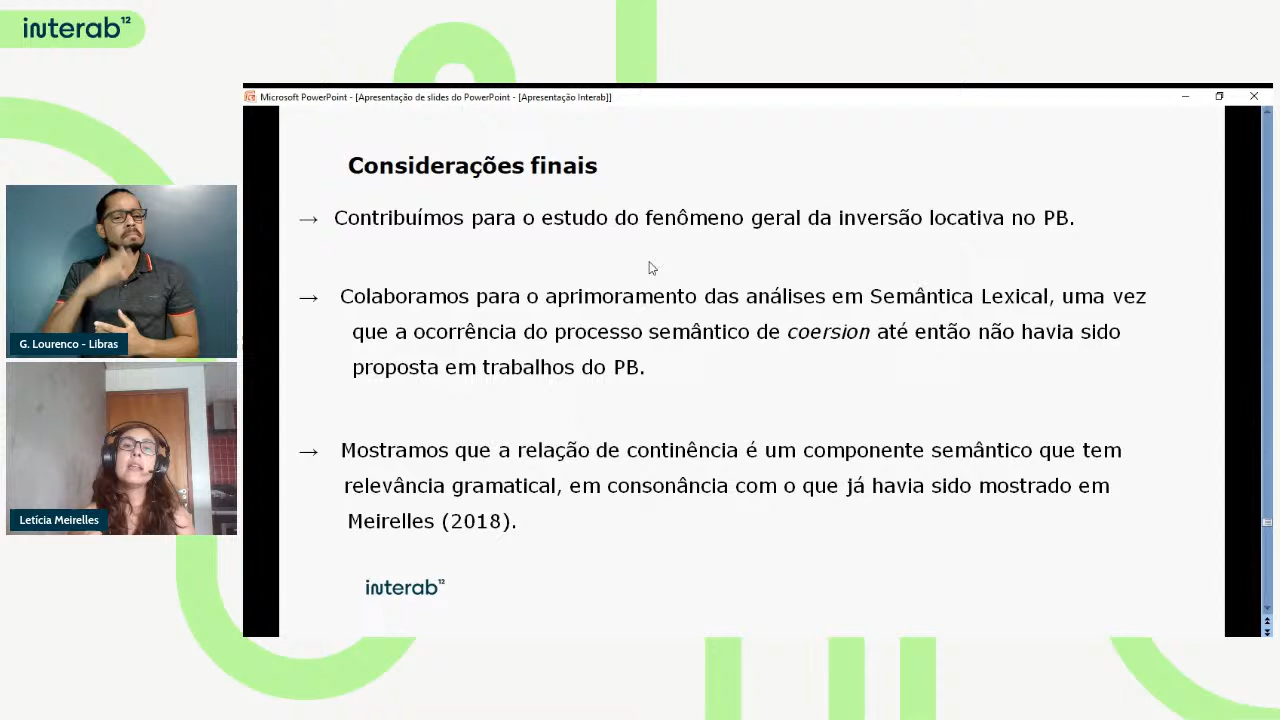 interab¹²
Microsoft PowerPoint - [Apresentação de slides do PowerPoint - [Apresentação Interab]]
Considerações finais
→ Contribuímos para o estudo do fenômeno geral da inversão locativa no PB.
→ Colaboramos para o aprimoramento das análises em Semântica Lexical, uma vez
que a ocorrência do processo semântico de coersion até então não havia sido
proposta em trabalhos do PB.
→ Mostramos que a relação de continência é um componente semântico que tem
relevância gramatical, em consonância com o que já havia sido mostrado em
Meirelles (2018).
interab¹²
G. Lourenco - Libras
Letícia Meirelles